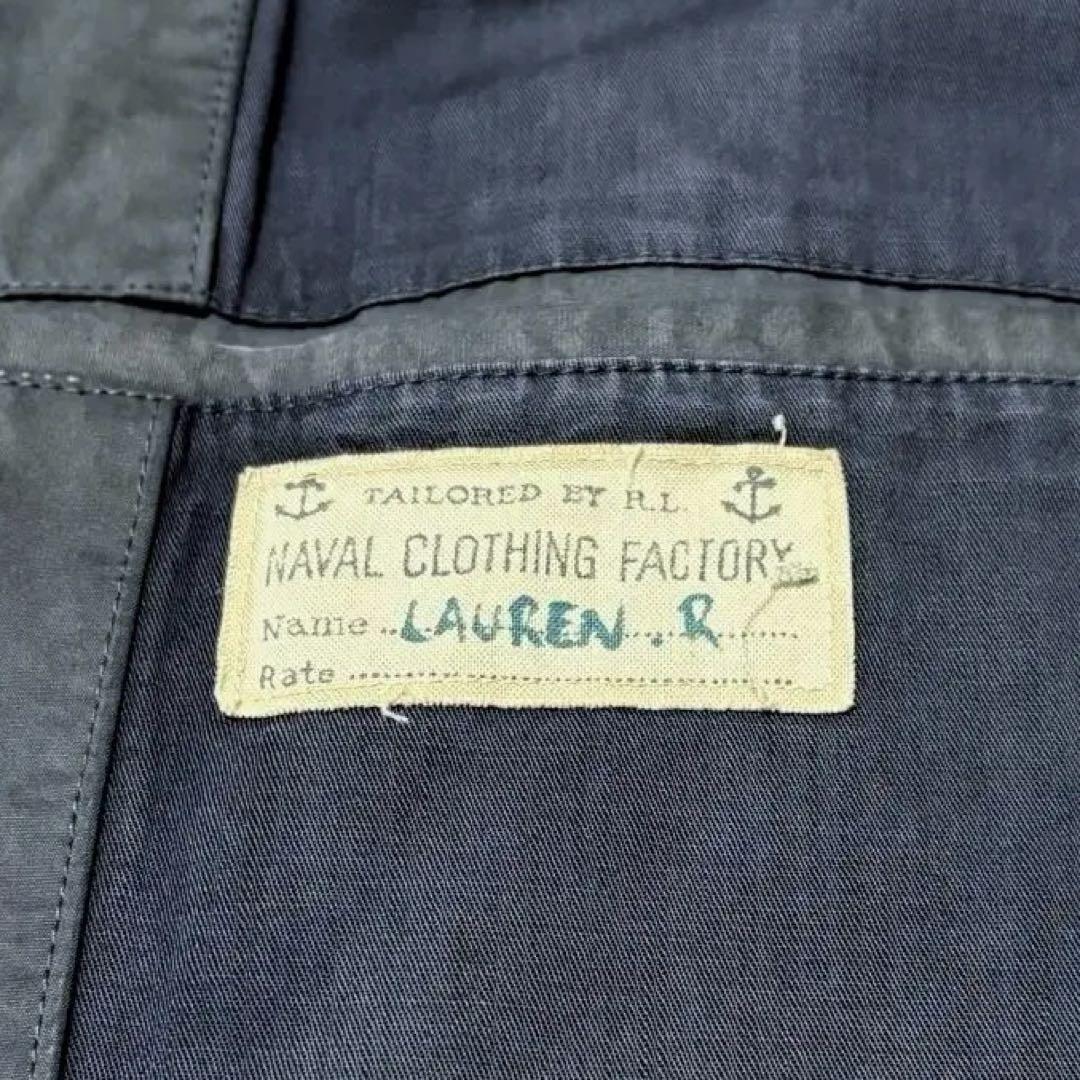 TAILORED BY R.L.
NAVAL CLOTHING FACTORY
Name LAUREN. R
Rate